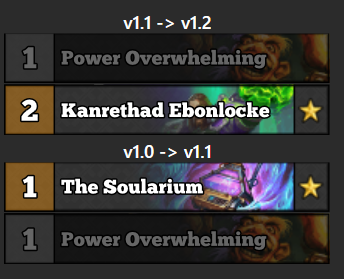 v1.1 -> v1.2
1 Power Overwhelming
2 Kanrethad Ebonlocke
v1.0 -> v1.1
1 The Soularium
1 Power Overwhelming